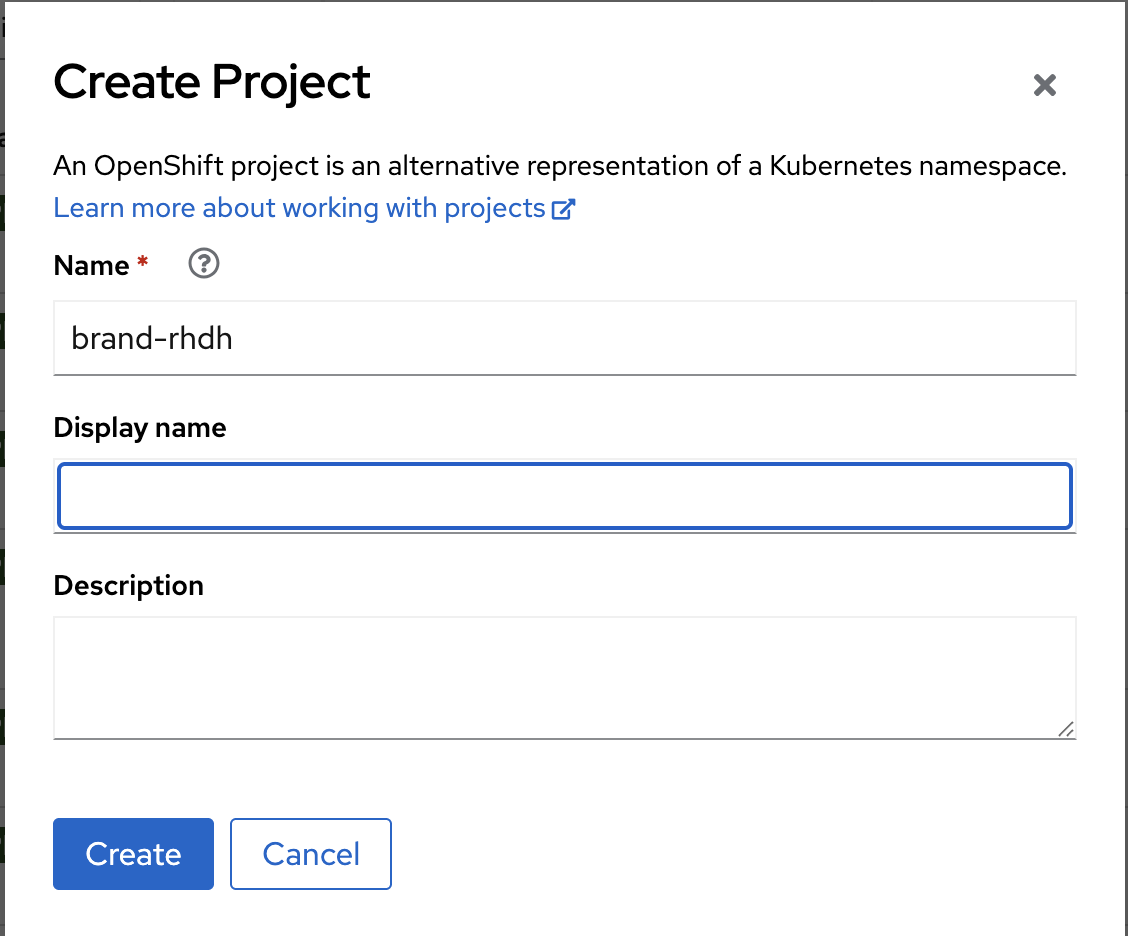 Create Project
An OpenShift project is an alternative representation of a Kubernetes namespace.
Learn more about working with projects
Name *
brand-rhdh
Display name
Description
Create
Cancel